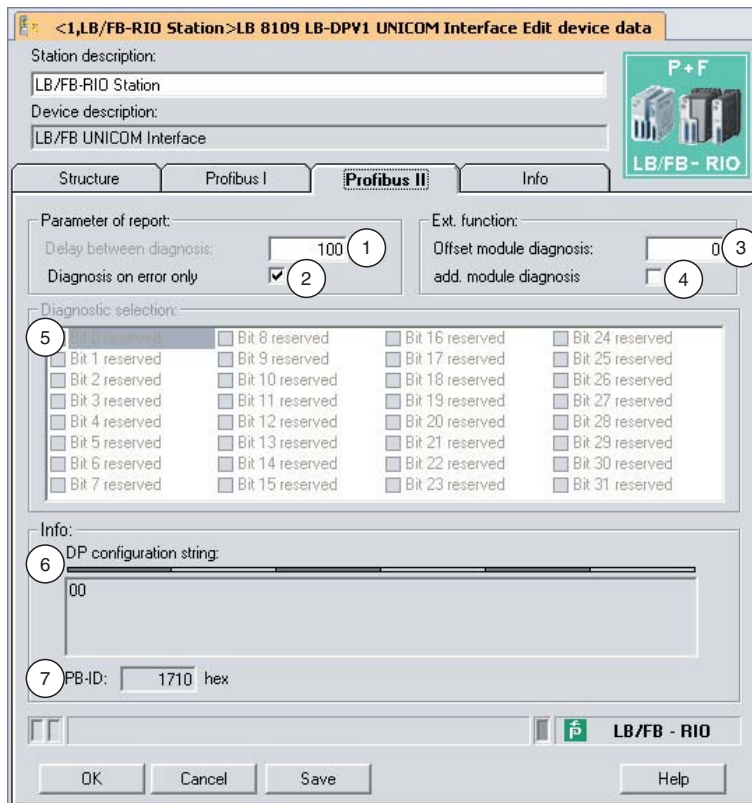 <1,LB/FB-RIO Station>LB 8109 LB-DPV1 UNICOM Interface Edit device data
Station description:
LB/FB-RIO Station
Device description:
LB/FB UNICOM Interface
P+F
LB/FB- RIO
Structure Profibus I Profibus II Info
Parameter of report:
Delay between diagnosis: 100 1
Diagnosis on error only 2
Ext. function:
Offset module diagnosis: 0 3
add. module diagnosis 4
Diagnostic selection:
5 Bit 0 reserved Bit 8 reserved Bit 16 reserved Bit 24 reserved
Bit 1 reserved Bit 9 reserved Bit 17 reserved Bit 25 reserved
Bit 2 reserved Bit 10 reserved Bit 18 reserved Bit 26 reserved
Bit 3 reserved Bit 11 reserved Bit 19 reserved Bit 27 reserved
Bit 4 reserved Bit 12 reserved Bit 20 reserved Bit 28 reserved
Bit 5 reserved Bit 13 reserved Bit 21 reserved Bit 29 reserved
Bit 6 reserved Bit 14 reserved Bit 22 reserved Bit 30 reserved
Bit 7 reserved Bit 15 reserved Bit 23 reserved Bit 31 reserved
Info:
6 DP configuration string:
00
7 PB-ID: 1710 hex
LB/FB - RIO
OK Cancel Save Help